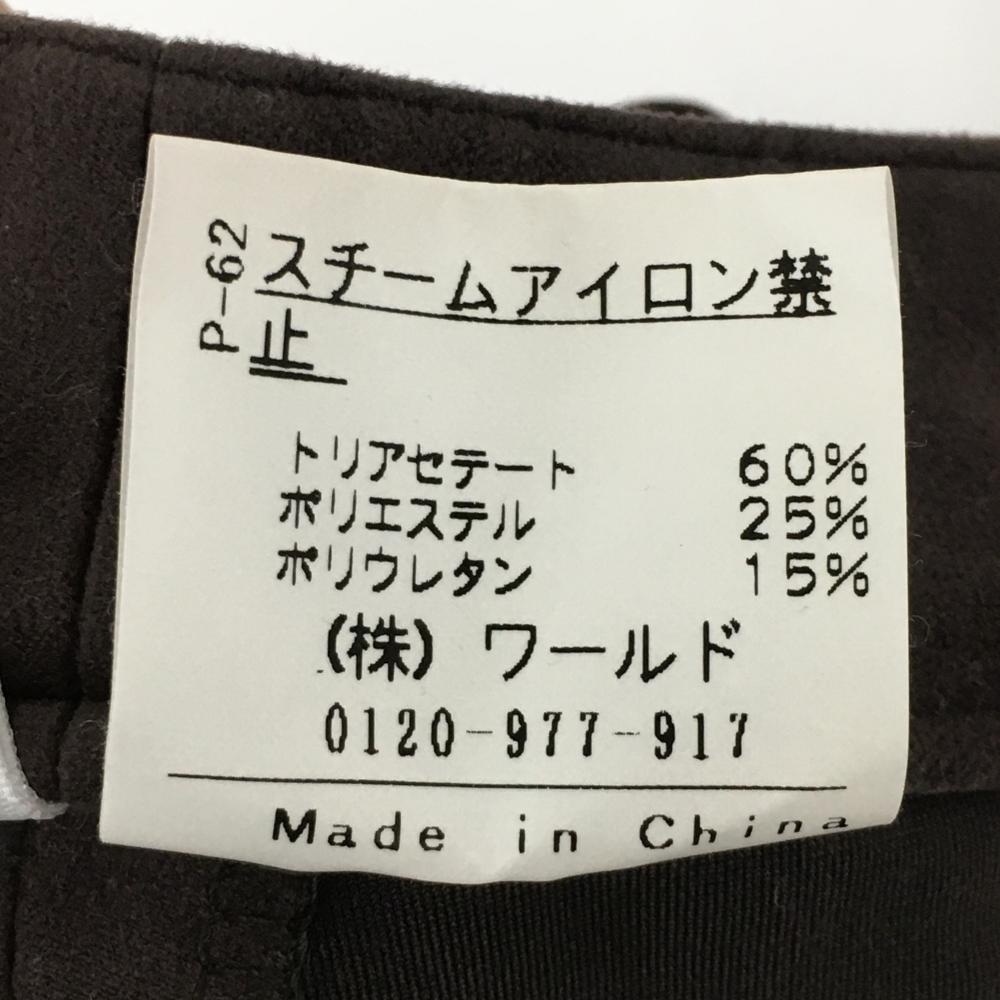 P-62
スチームアイロン禁
止
トリアセテート 60%
ポリエステル 25%
ポリウレタン 15%
(株) ワールド
0120-977-917
Made in China